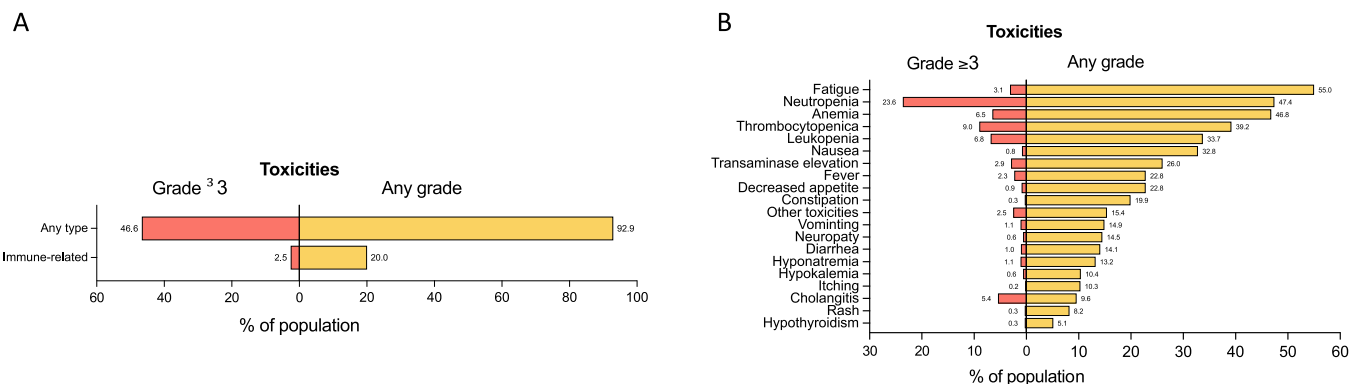 A
Toxicities
Grade ³ 3 Any grade
Any type 46.6 92.9
Immune-related 2.5 20.0
60 40 20 0 20 40 60 80 100
% of population
B
Toxicities
Grade ≥3 Any grade
Fatigue 3.1 55.0
Neutropenia 23.6 47.4
Anemia 6.5 46.8
Thrombocytopenica 9.0 39.2
Leukopenia 6.8 33.7
Nausea 0.8 32.8
Transaminase elevation 2.9 26.0
Fever 2.3 22.8
Decreased appetite 0.9 22.8
Constipation 0.3 19.9
Other toxicities 2.5 15.4
Vominting 1.1 14.9
Neuropaty 0.6 14.5
Diarrhea 1.0 14.1
Hyponatremia 1.1 13.2
Hypokalemia 0.6 10.4
Itching 0.2 10.3
Cholangitis 5.4 9.6
Rash 0.3 8.2
Hypothyroidism 0.3 5.1
30 20 10 0 10 20 30 40 50 60
% of population